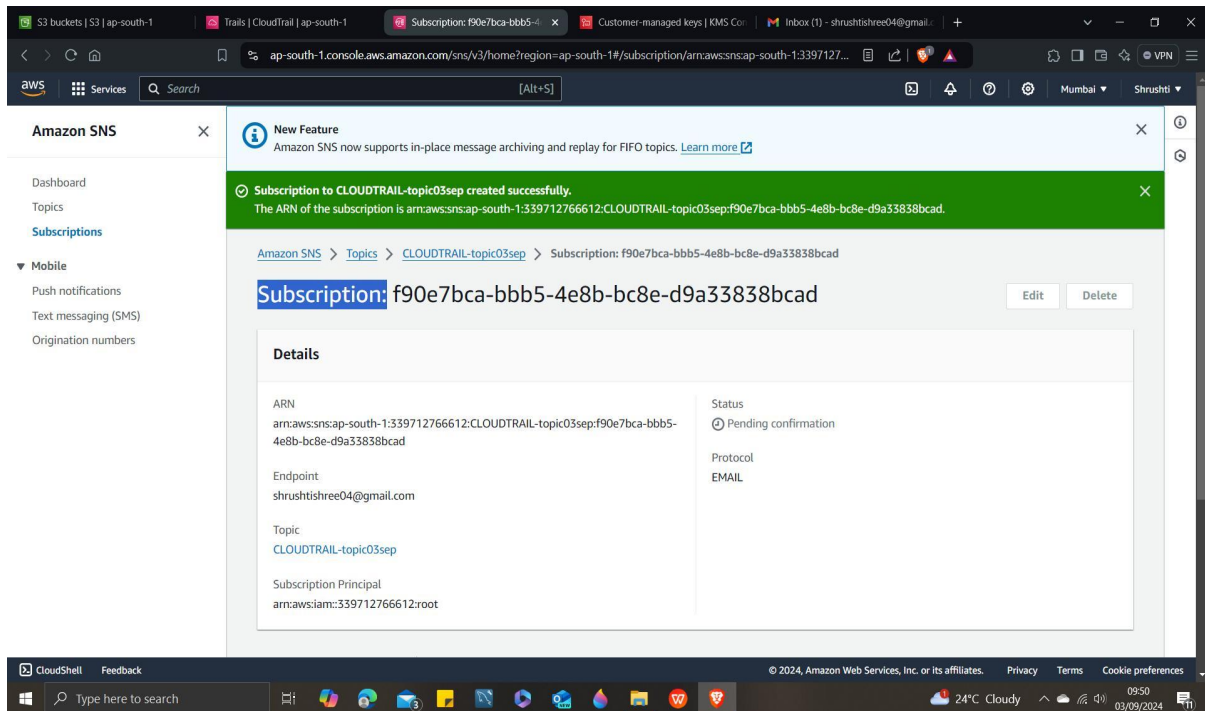 S3 buckets | S3 | ap-south-1
Trails | CloudTrail | ap-south-1
Subscription: f90e7bca-bbb5-4
Customer-managed keys | KMS Con
Inbox (1) - shrushtishree04@gmail.c
ap-south-1.console.aws.amazon.com/sns/v3/home?region=ap-south-1#/subscription/arn:aws:sns:ap-south-1:3397127...
VPN
aws
Services
Search
[Alt+S]
Mumbai
Shrushti
Amazon SNS
Dashboard
Topics
Subscriptions
Mobile
Push notifications
Text messaging (SMS)
Origination numbers
New Feature
Amazon SNS now supports in-place message archiving and replay for FIFO topics. Learn more
Subscription to CLOUDTRAIL-topic03sep created successfully.
The ARN of the subscription is arn:aws:sns:ap-south-1:339712766612:CLOUDTRAIL-topic03sep:f90e7bca-bbb5-4e8b-bc8e-d9a33838bcad.
Amazon SNS > Topics > CLOUDTRAIL-topic03sep > Subscription: f90e7bca-bbb5-4e8b-bc8e-d9a33838bcad
Subscription: f90e7bca-bbb5-4e8b-bc8e-d9a33838bcad
Edit
Delete
Details
ARN
arn:aws:sns:ap-south-1:339712766612:CLOUDTRAIL-topic03sep:f90e7bca-bbb5-
4e8b-bc8e-d9a33838bcad
Endpoint
shrushtishree04@gmail.com
Topic
CLOUDTRAIL-topic03sep
Subscription Principal
arn:aws:iam::339712766612:root
Status
Pending confirmation
Protocol
EMAIL
CloudShell
Feedback
© 2024, Amazon Web Services, Inc. or its affiliates.
Privacy
Terms
Cookie preferences
Type here to search
24°C Cloudy
09:50
03/09/2024